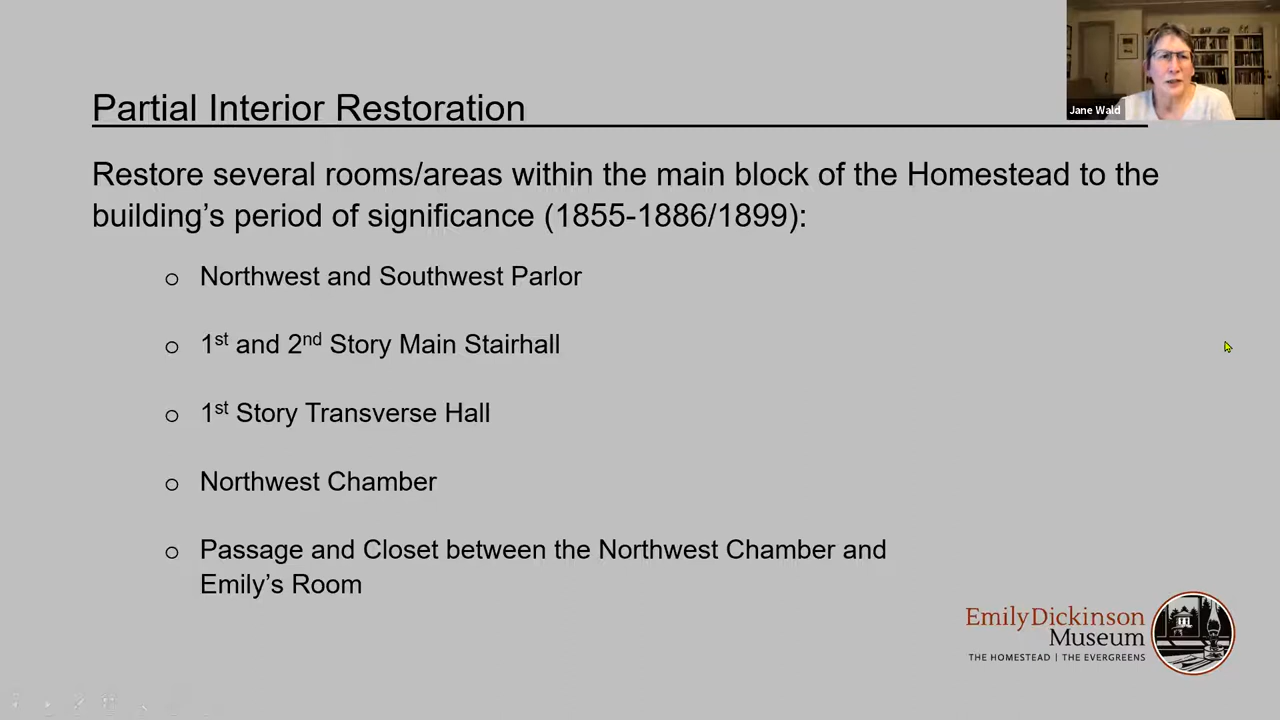 Jane Wald
Partial Interior Restoration
Restore several rooms/areas within the main block of the Homestead to the
building’s period of significance (1855-1886/1899):
o Northwest and Southwest Parlor
o 1st and 2nd Story Main Stairhall
o 1st Story Transverse Hall
o Northwest Chamber
o Passage and Closet between the Northwest Chamber and
Emily’s Room
EmilyDickinson
Museum
THE HOMESTEAD | THE EVERGREENS